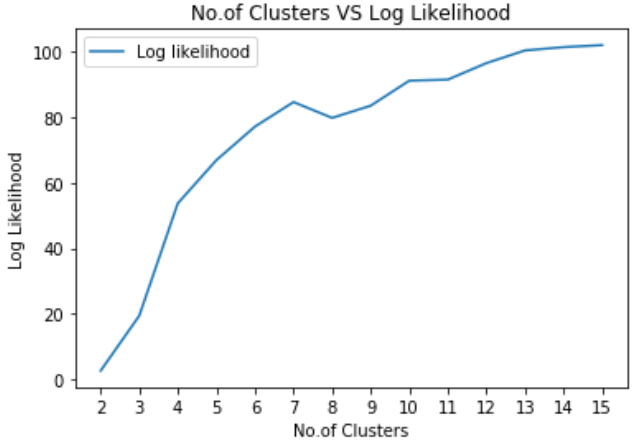 No.of Clusters VS Log Likelihood
Log likelihood
Log Likelihood
100
80
60
40
20
0
2 3 4 5 6 7 8 9 10 11 12 13 14 15
No.of Clusters